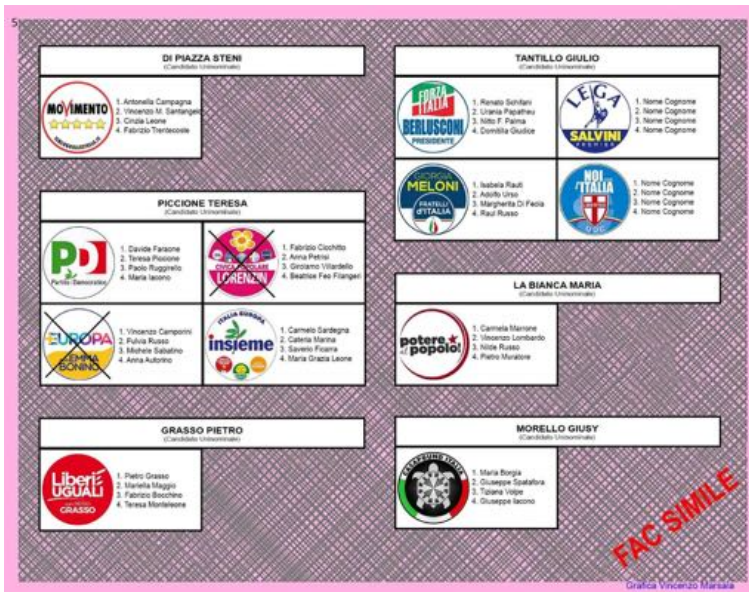 5
DI PIAZZA STENI
(Candidato Uninominale)
MOVIMENTO
1. Antonella Campagna
2. Vincenzo M. Santangelo
3. Cinzia Leone
4. Fabrizio Trentacoste
TANTILLO GIULIO
(Candidato Uninominale)
FORZA
ITALIA
BERLUSCONI
PRESIDENTE
1. Renato Schifani
2. Urania Papatheu
3. Nitto F. Palma
4. Domitilla Giudice
LEGA
SALVINI
PREMIER
1. Nome Cognome
2. Nome Cognome
3. Nome Cognome
4. Nome Cognome
GIORGIA
MELONI
FRATELLI
d'ITALIA
1. Isabela Rauti
2. Adolfo Urso
3. Margherita Di Feola
4. Raul Russo
NOI
l'ITALIA
UDC
1. Nome Cognome
2. Nome Cognome
3. Nome Cognome
4. Nome Cognome
PICCIONE TERESA
(Candidato Uninominale)
PD
Partito Democratico
1. Davide Faraone
2. Teresa Piccione
3. Paolo Ruggirello
4. Maria Iacono
CIVICA POPOLARE
LORENZIN
1. Fabrizio Cicchitto
2. Anna Petrisi
3. Girolamo Villardello
4. Beatrise Feo Filangeri
+EUROPA
EMMA
BONINO
1. Vincenzo Camporini
2. Fulvia Russo
3. Michele Sabatino
4. Anna Autorino
ITALIA EUROPA
insieme
1. Carmelo Sardegna
2. Cateria Marina
3. Saverio Ficarra
4. Maria Grazia Leone
LA BIANCA MARIA
(Candidato Uninominale)
potere
al popolo!
1. Carmela Marrone
2. Vincenzo Lombardo
3. Nilde Russo
4. Pietro Muratore
GRASSO PIETRO
(Candidato Uninominale)
Liberi E
UGUALI
GRASSO
1. Pietro Grasso
2. Mariella Maggio
3. Fabrizio Bocchino
4. Teresa Monteleone
MORELLO GIUSY
(Candidato Uninominale)
CASAPOUND ITALIA
1. Maria Borgia
2. Giuseppe Spatafora
3. Tiziana Volpe
4. Giuseppe Iacono
FAC SIMILE
Grafica Vincenzo Marsala